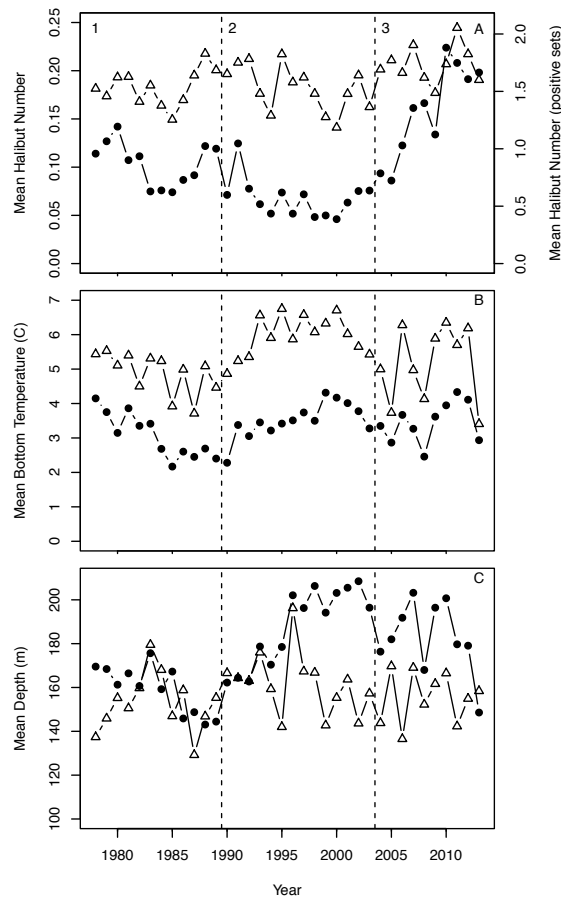 1 2 3 A
0.25
0.20
0.15
0.10
0.05
0.00
Mean Halibut Number
2.0
1.5
1.0
0.5
0.0
Mean Halibut Number (positive sets)
B
7
6
5
4
3
2
1
0
Mean Bottom Temperature (C)
C
200
180
160
140
120
100
Mean Depth (m)
1980 1985 1990 1995 2000 2005 2010
Year